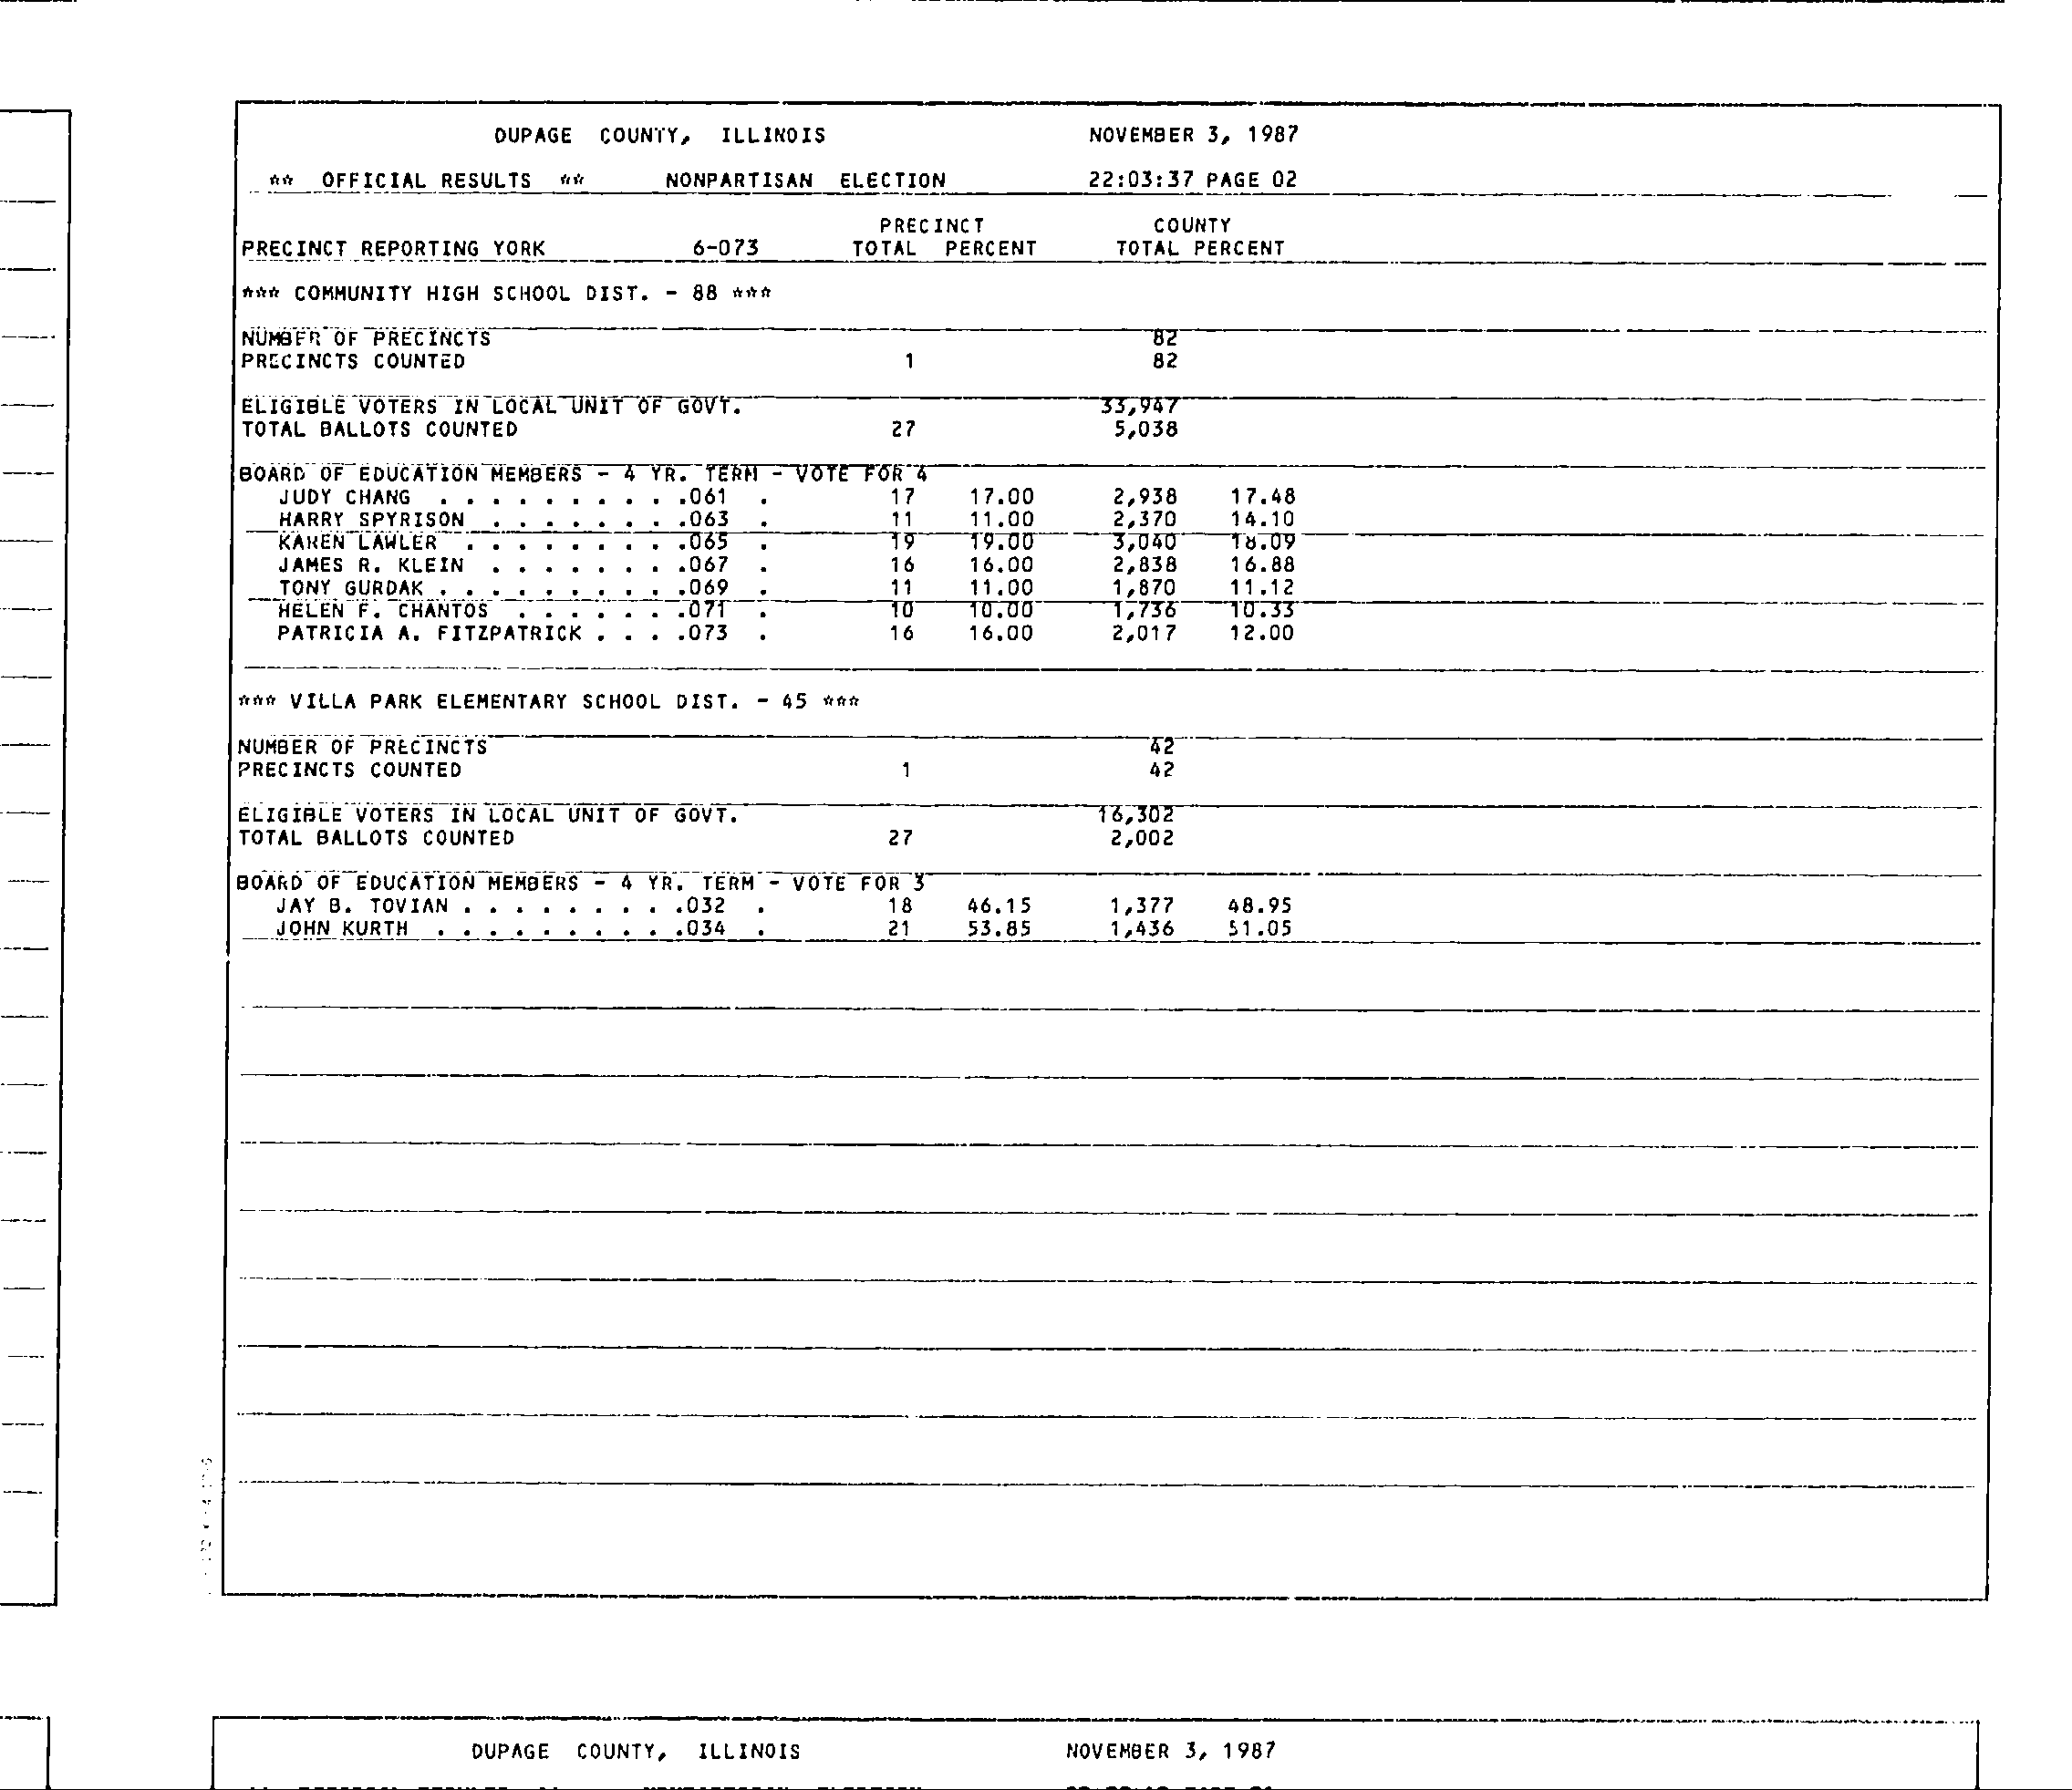 DUPAGE COUNTY, ILLINOIS NOVEMBER 3, 1987
** OFFICIAL RESULTS ** NONPARTISAN ELECTION 22:03:37 PAGE 02
PRECINCT COUNTY
PRECINCT REPORTING YORK 6-073 TOTAL PERCENT TOTAL PERCENT
*** COMMUNITY HIGH SCHOOL DIST. - 88 ***
NUMBER OF PRECINCTS 82
PRECINCTS COUNTED 1 82
ELIGIBLE VOTERS IN LOCAL UNIT OF GOVT. 33,947
TOTAL BALLOTS COUNTED 27 5,038
BOARD OF EDUCATION MEMBERS - 4 YR. TERM - VOTE FOR 4
JUDY CHANG . . . . . . . . . .061 . 17 17.00 2,938 17.48
HARRY SPYRISON . . . . . . . .063 . 11 11.00 2,370 14.10
KAREN LAWLER . . . . . . . . .065 . 19 19.00 3,040 18.09
JAMES R. KLEIN . . . . . . . .067 . 16 16.00 2,838 16.88
TONY GURDAK . . . . . . . . . .069 . 11 11.00 1,870 11.12
HELEN F. CHANTOS . . . . . . .071 . 10 10.00 1,736 10.33
PATRICIA A. FITZPATRICK . . . .073 . 16 16.00 2,017 12.00
*** VILLA PARK ELEMENTARY SCHOOL DIST. - 45 ***
NUMBER OF PRECINCTS 42
PRECINCTS COUNTED 1 42
ELIGIBLE VOTERS IN LOCAL UNIT OF GOVT. 16,302
TOTAL BALLOTS COUNTED 27 2,002
BOARD OF EDUCATION MEMBERS - 4 YR. TERM - VOTE FOR 3
JAY B. TOVIAN . . . . . . . . .032 . 18 46.15 1,377 48.95
JOHN KURTH . . . . . . . . . .034 . 21 53.85 1,436 51.05
DUPAGE COUNTY, ILLINOIS NOVEMBER 3, 1987